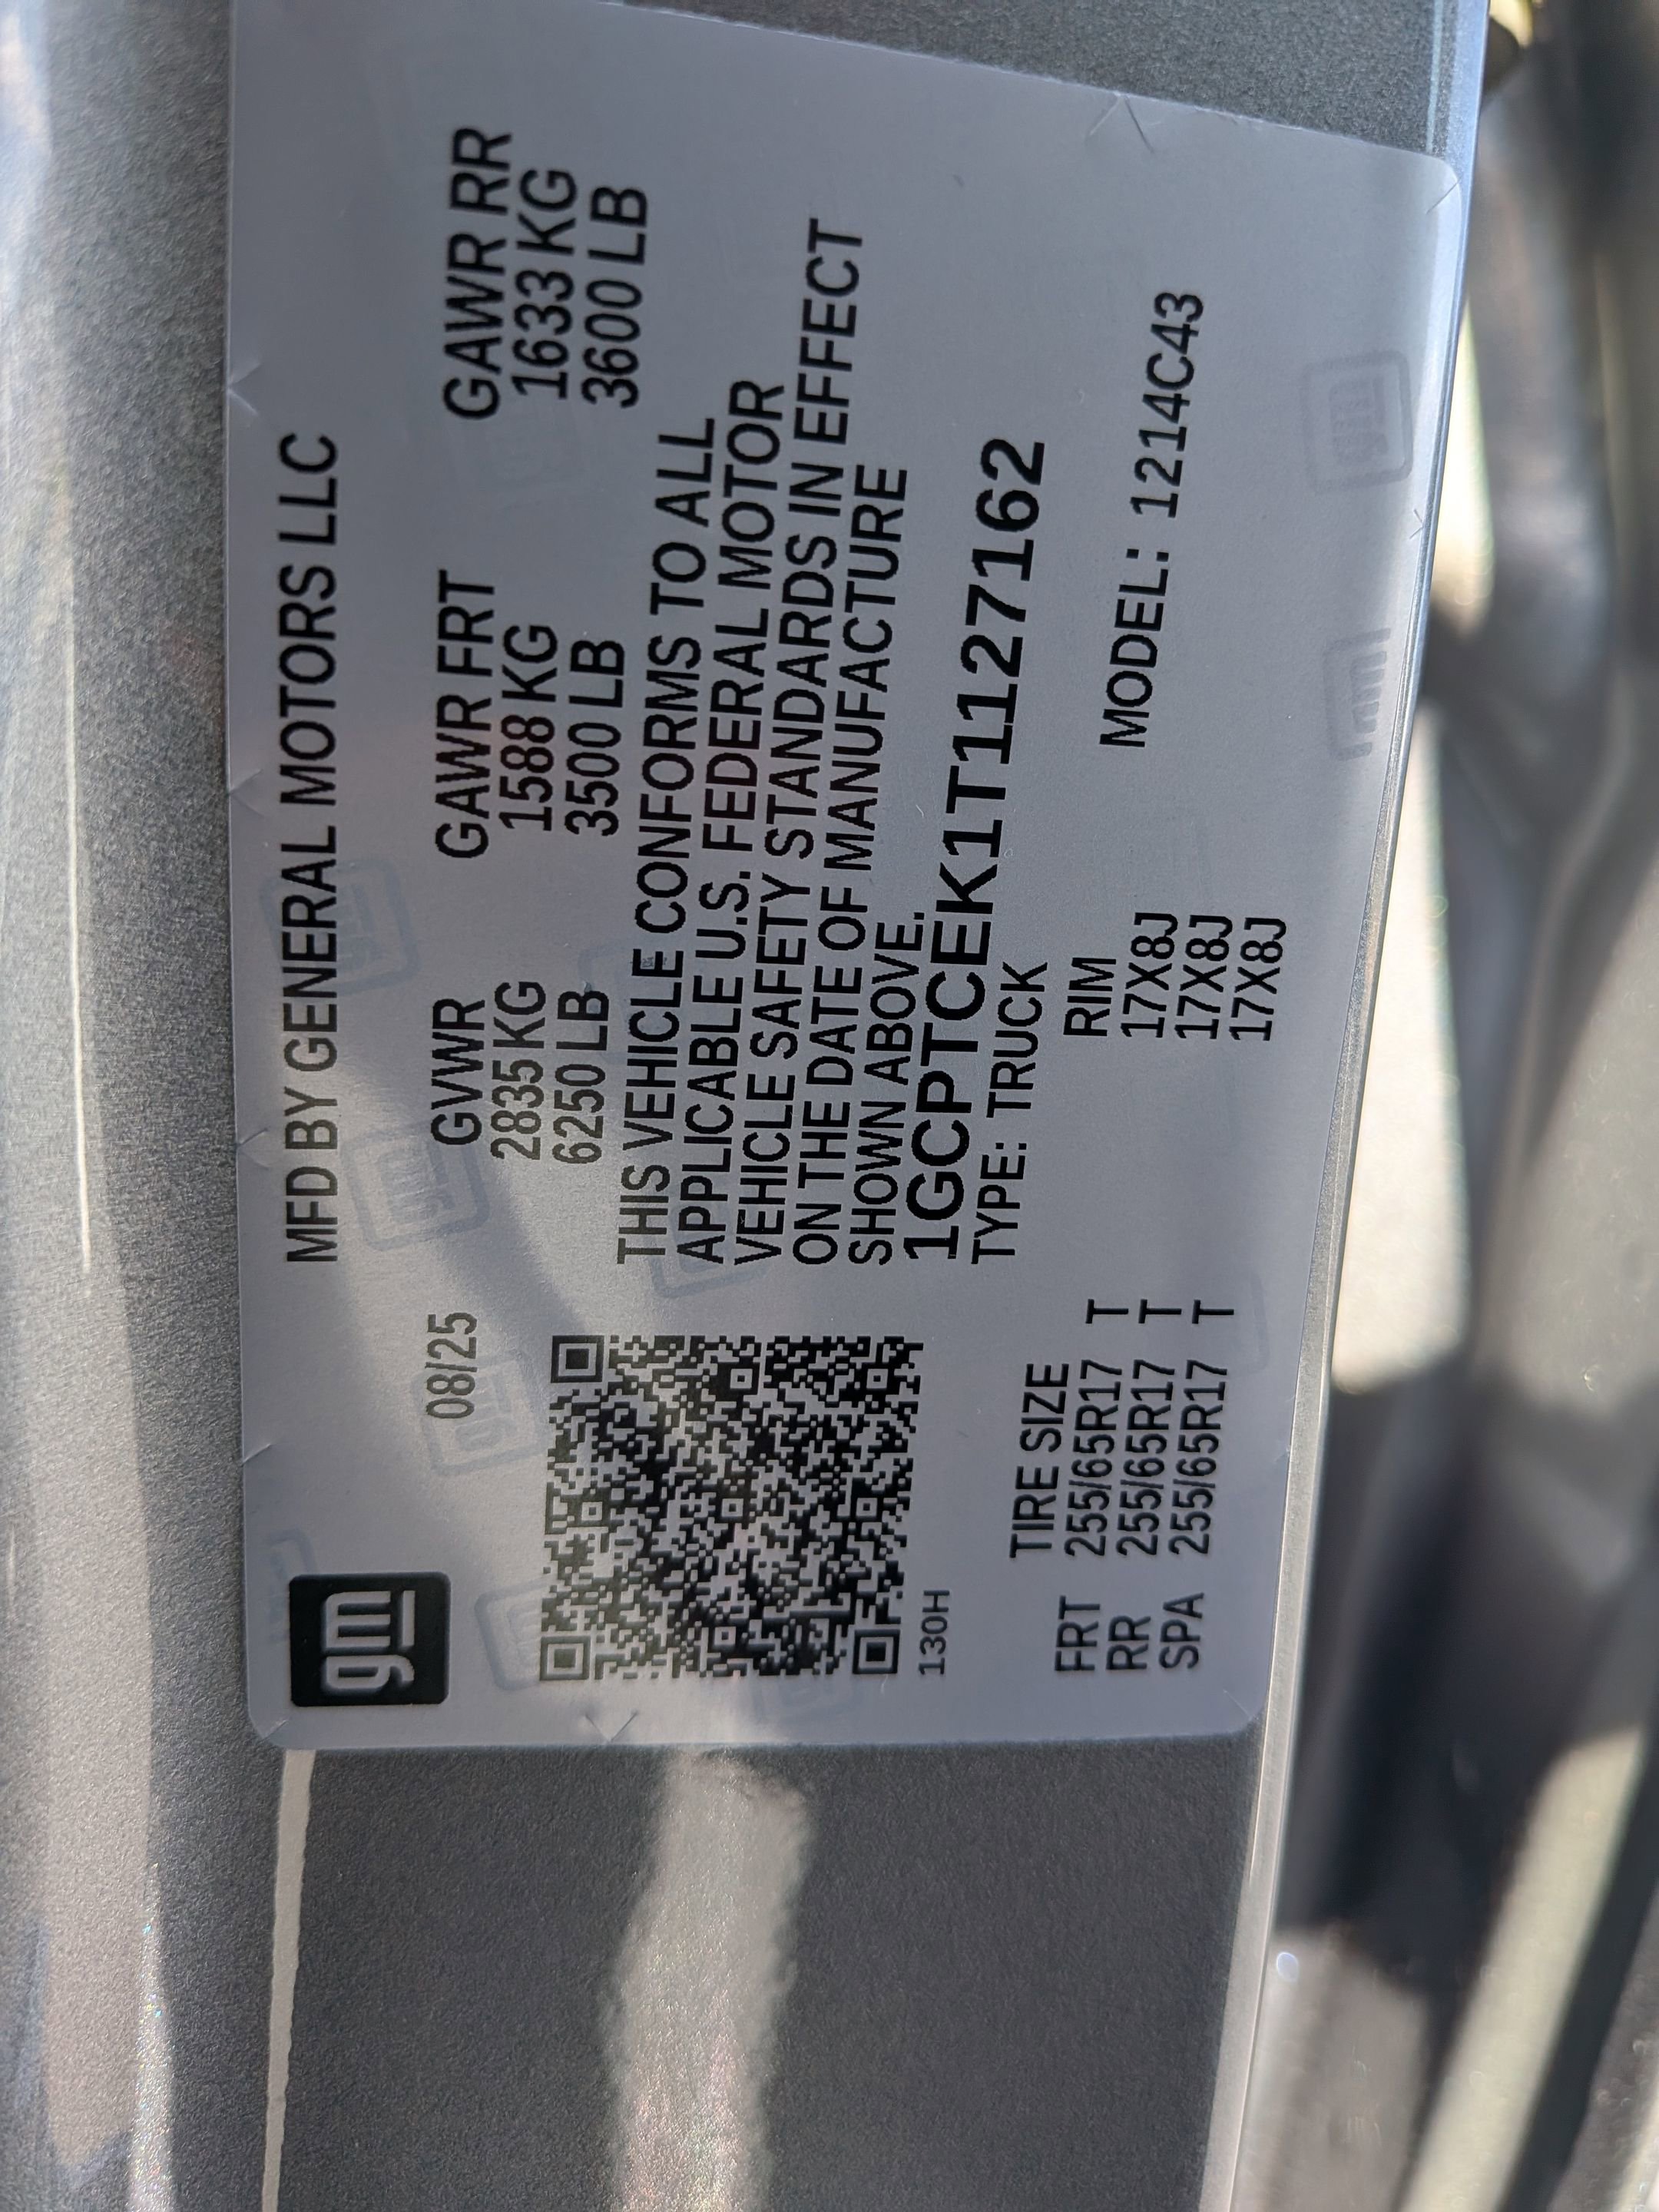 gm
MFD BY GENERAL MOTORS LLC
08/25
GVWR GAWR FRT GAWR RR
2835 KG 1588 KG 1633 KG
6250 LB 3500 LB 3600 LB
THIS VEHICLE CONFORMS TO ALL
APPLICABLE U.S. FEDERAL MOTOR
VEHICLE SAFETY STANDARDS IN EFFECT
ON THE DATE OF MANUFACTURE
SHOWN ABOVE.
1GCPTCEK1T1127162
TYPE: TRUCK
130H
MODEL: 1214C43
TIRE SIZE RIM
FRT 255/65R17 T 17X8J
RR 255/65R17 T 17X8J
SPA 255/65R17 T 17X8J